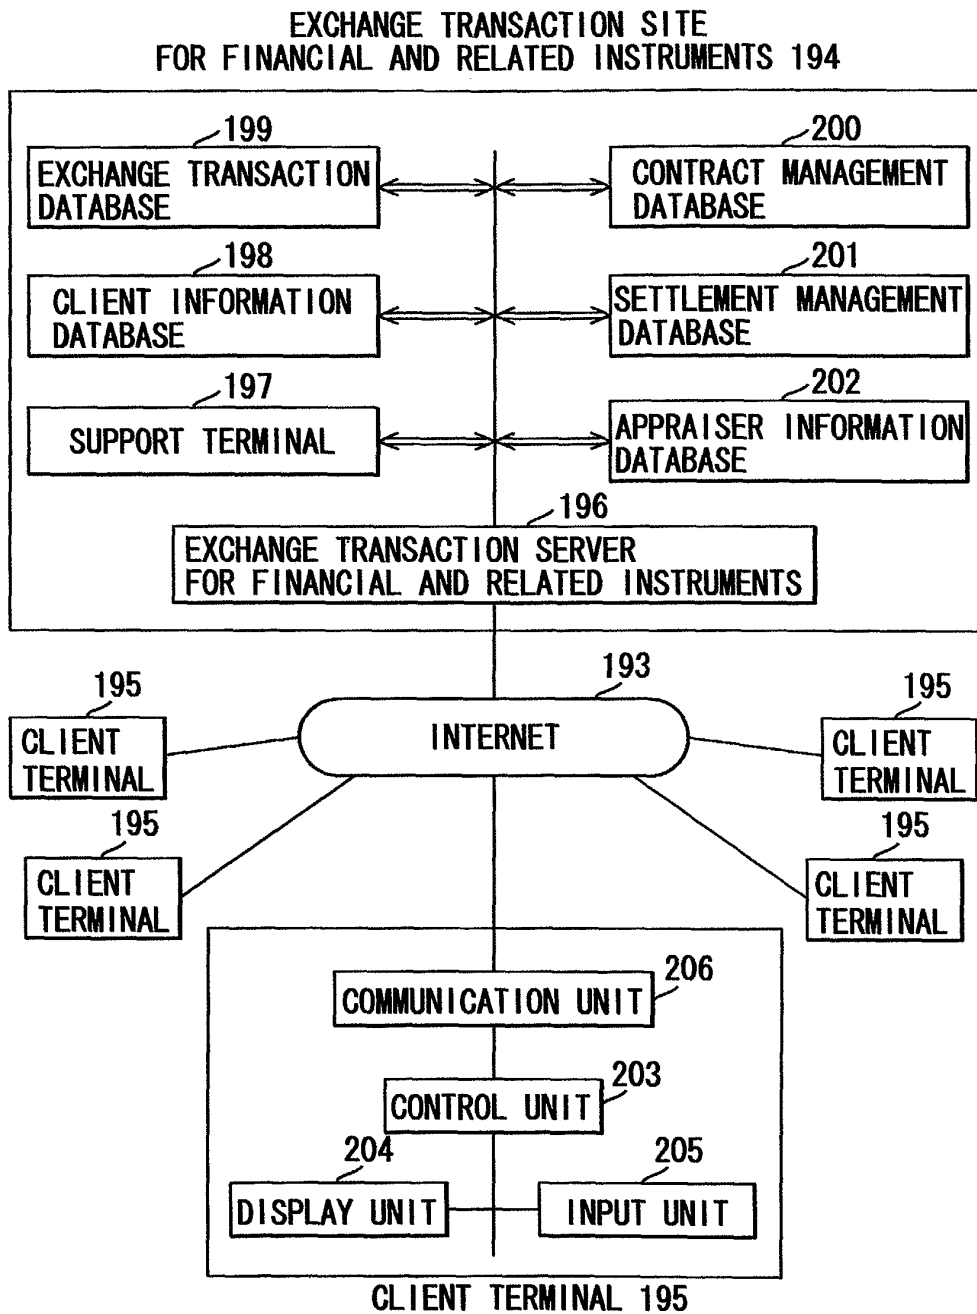 EXCHANGE TRANSACTION SITE
FOR FINANCIAL AND RELATED INSTRUMENTS 194
199
EXCHANGE TRANSACTION
DATABASE
200
CONTRACT MANAGEMENT
DATABASE
198
CLIENT INFORMATION
DATABASE
201
SETTLEMENT MANAGEMENT
DATABASE
197
SUPPORT TERMINAL
202
APPRAISER INFORMATION
DATABASE
196
EXCHANGE TRANSACTION SERVER
FOR FINANCIAL AND RELATED INSTRUMENTS
193
INTERNET
195
CLIENT
TERMINAL
195
CLIENT
TERMINAL
195
CLIENT
TERMINAL
195
CLIENT
TERMINAL
206
COMMUNICATION UNIT
203
CONTROL UNIT
204
DISPLAY UNIT
205
INPUT UNIT
CLIENT TERMINAL 195